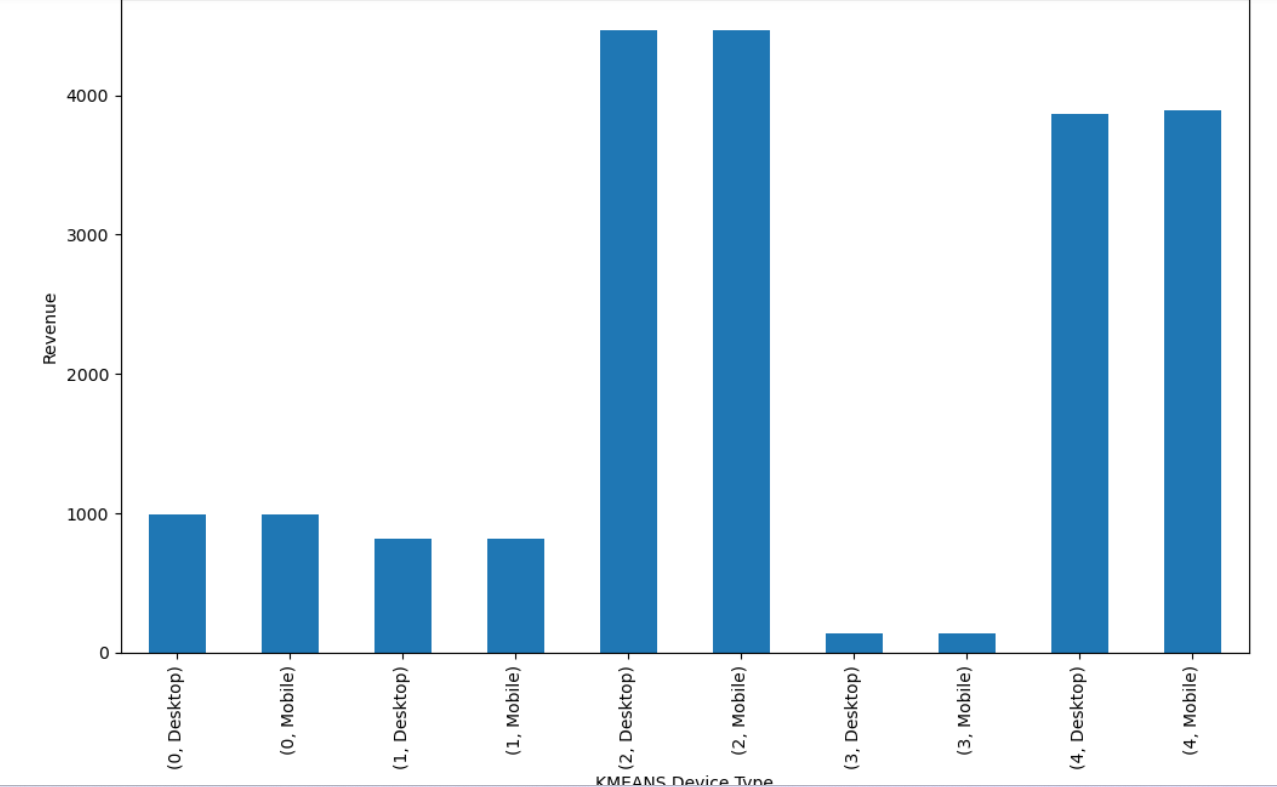 4000
3000
2000
1000
0
Revenue
(0, Desktop)
(0, Mobile)
(1, Desktop)
(1, Mobile)
(2, Desktop)
(2, Mobile)
(3, Desktop)
(3, Mobile)
(4, Desktop)
(4, Mobile)
KMEANS Device Type